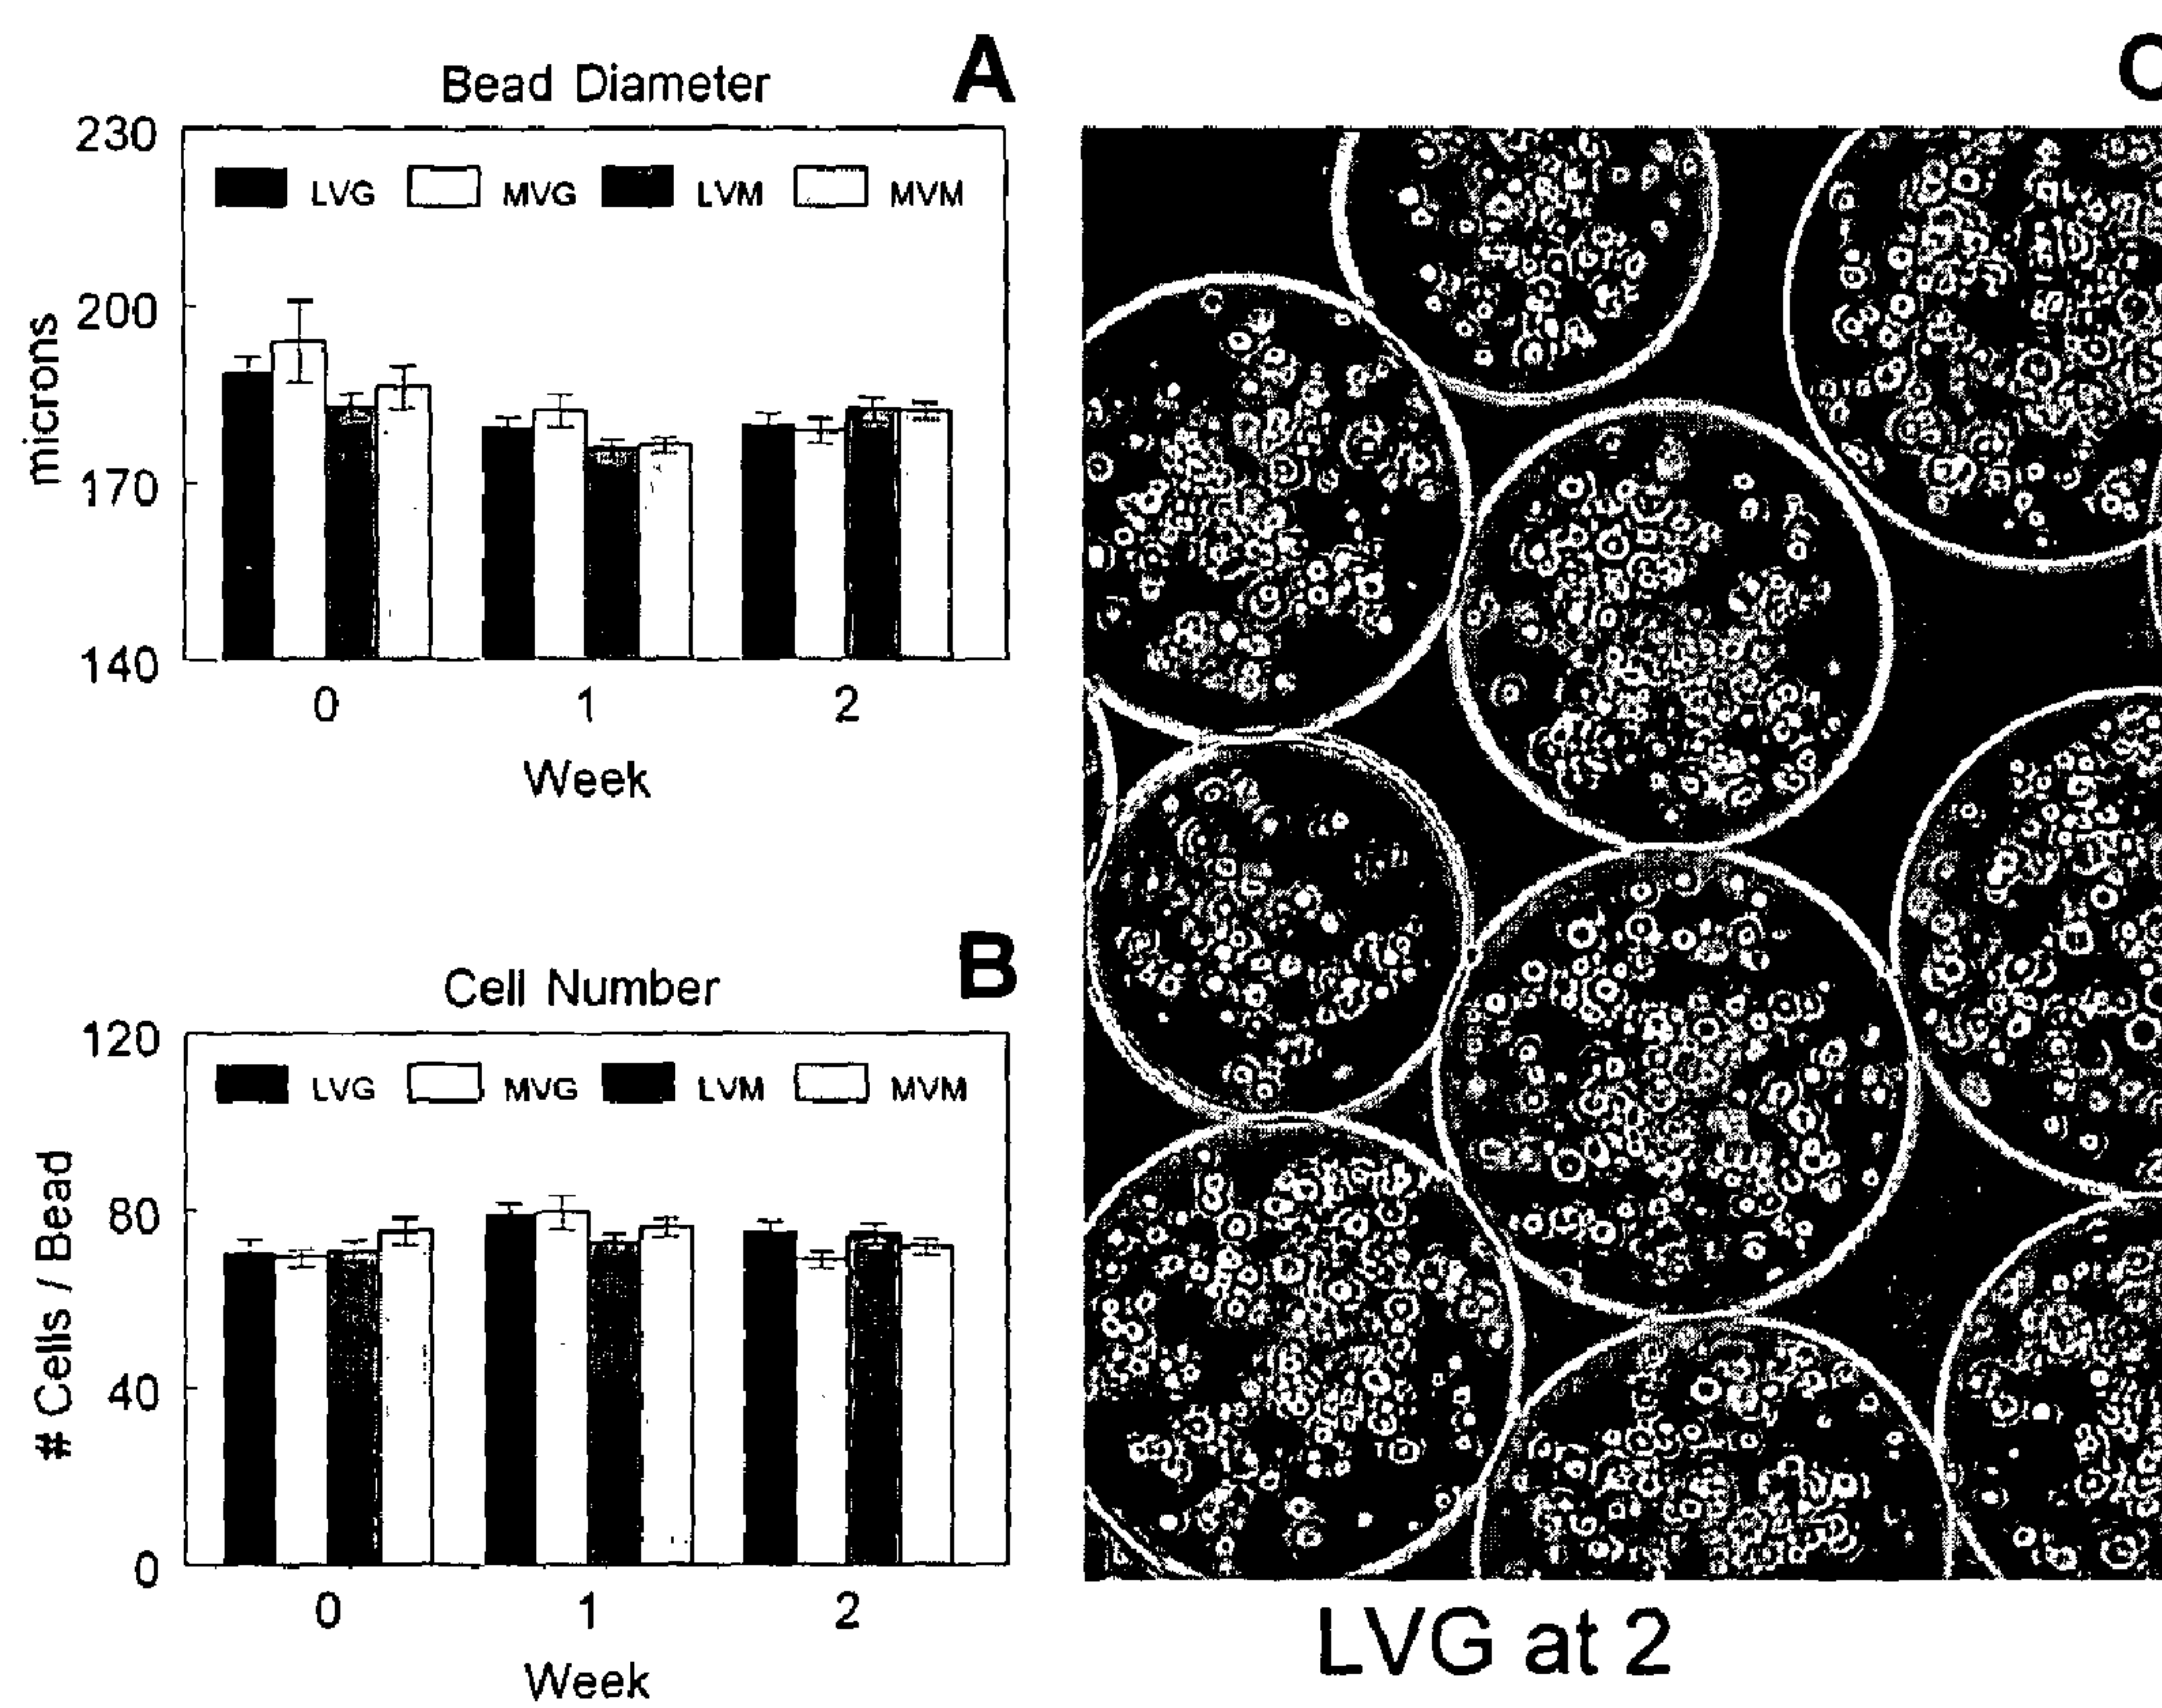 A
Bead Diameter
230
200
170
140
microns
LVG MVG LVM MVM
0 1 2
Week
B
Cell Number
120
80
40
0
# Cells / Bead
LVG MVG LVM MVM
0 1 2
Week
C
LVG at 2